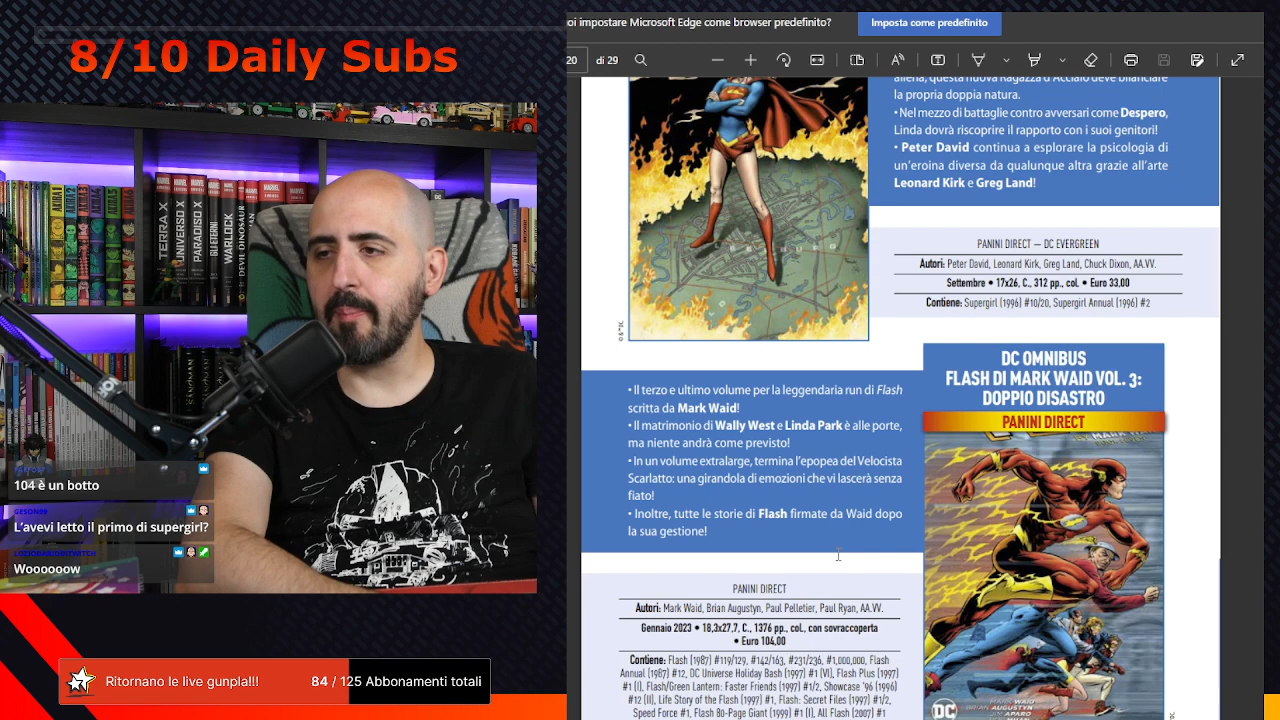 8/10 Daily Subs
impostare Microsoft Edge come browser predefinito?
Imposta come predefinito
20 di 29
aliena, questa nuova Ragazza d'Acciaio deve bilanciare
la propria doppia natura.
• Nel mezzo di battaglie contro avversari come Despero,
Linda dovrà riscoprire il rapporto con i suoi genitori!
• Peter David continua a esplorare la psicologia di
un'eroina diversa da qualunque altra grazie all'arte
Leonard Kirk e Greg Land!
PANINI DIRECT – DC EVERGREEN
Autori: Peter David, Leonard Kirk, Greg Land, Chuck Dixon, AA.VV.
Settembre • 17x26, C., 312 pp., col. • Euro 33,00
Contiene: Supergirl (1996) #10/20, Supergirl Annual (1996) #2
• Il terzo e ultimo volume per la leggendaria run di Flash
scritta da Mark Waid!
• Il matrimonio di Wally West e Linda Park è alle porte,
ma niente andrà come previsto!
• In un volume extralarge, termina l'epopea del Velocista
Scarlatto: una girandola di emozioni che vi lascerà senza
fiato!
• Inoltre, tutte le storie di Flash firmate da Waid dopo
la sua gestione!
DC OMNIBUS
FLASH DI MARK WAID VOL. 3:
DOPPIO DISASTRO
PANINI DIRECT
PANINI DIRECT
Autori: Mark Waid, Brian Augustyn, Paul Pelletier, Paul Ryan, AA.VV.
Gennaio 2023 • 18,3x27,7, C., 1376 pp., col., con sovraccoperta
• Euro 104,00
Contiene: Flash (1987) #119/129, #142/163, #231/236, #1,000,000, Flash
Annual (1987) #12, DC Universe Holiday Bash (1997) #1 (VI), Flash Plus (1997)
#1 (I), Flash/Green Lantern: Faster Friends (1997) #1/2, Showcase '96 (1996)
#12 (II), Life Story of the Flash (1997) #1, Flash: Secret Files (1997) #1/2,
Speed Force #1, Flash 80-Page Giant (1999) #1 (I), All Flash (2007) #1
MARK WAID
BRIAN AUGUSTYN
JIM APARO
DC
TERRA X
UNIVERSO X
PARADISO X
GLI ETERNI
WARLOCK
DEVIL DINOSAUR
AKIRA
104 è un botto
GESON99
L'avevi letto il primo di supergirl?
Woooooow
Ritornano le live gunpla!!!
84 / 125 Abbonamenti totali